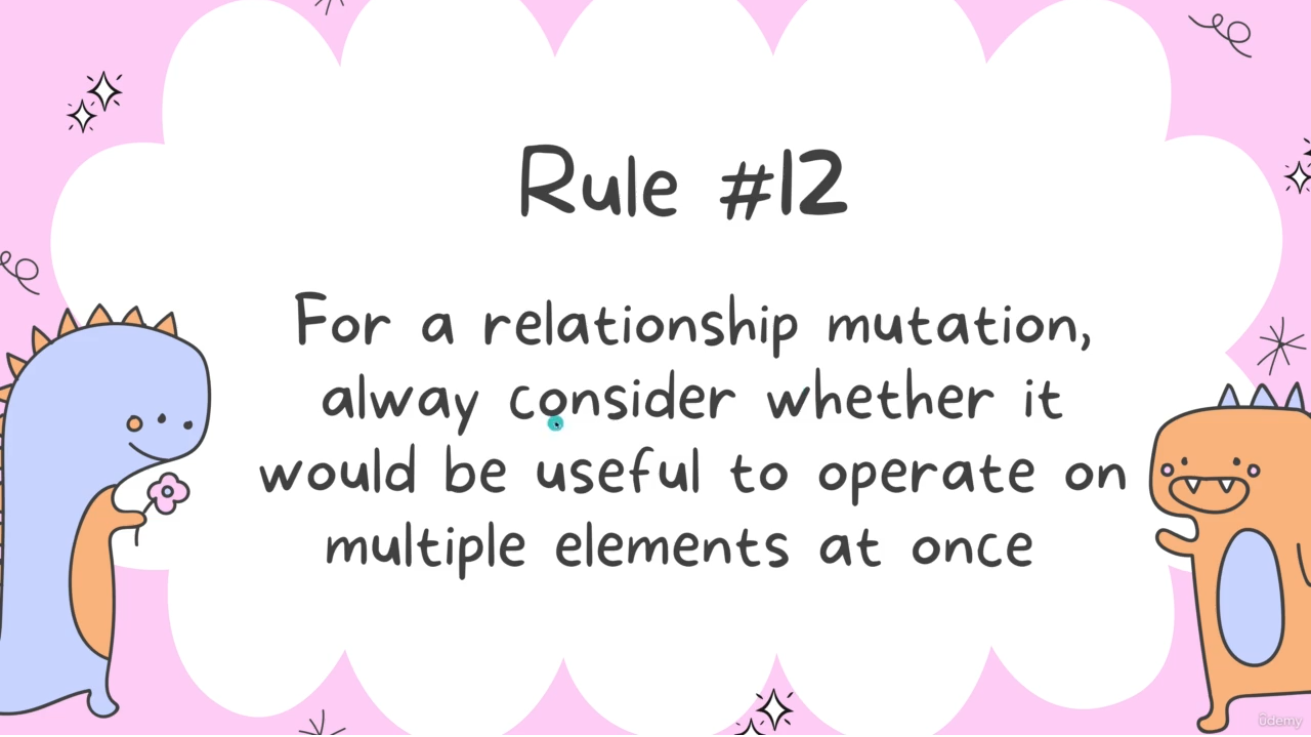 Rule #12
For a relationship mutation,
alway consider whether it
would be useful to operate on
multiple elements at once
ûdemy